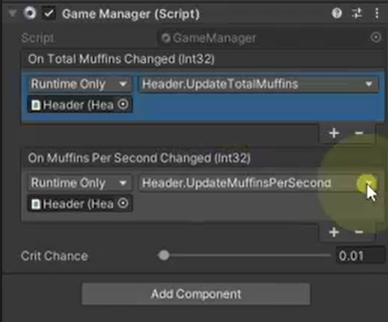 Game Manager (Script)
Script GameManager
On Total Muffins Changed (Int32)
Runtime Only Header.UpdateTotalMuffins
Header (Hea
On Muffins Per Second Changed (Int32)
Runtime Only Header.UpdateMuffinsPerSecond
Header (Hea
Crit Chance 0.01
Add Component